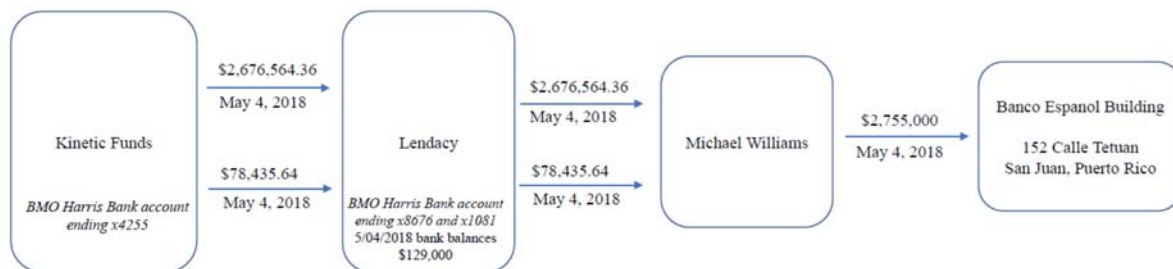 Kinetic Funds
BMO Harris Bank account
ending x4255
$2,676,564.36
May 4, 2018
$78,435.64
May 4, 2018
Lendacy
BMO Harris Bank account
ending x8676 and x1081
5/04/2018 bank balances
$129,000
$2,676,564.36
May 4, 2018
$78,435.64
May 4, 2018
Michael Williams
$2,755,000
May 4, 2018
Banco Espanol Building
152 Calle Tetuan
San Juan, Puerto Rico